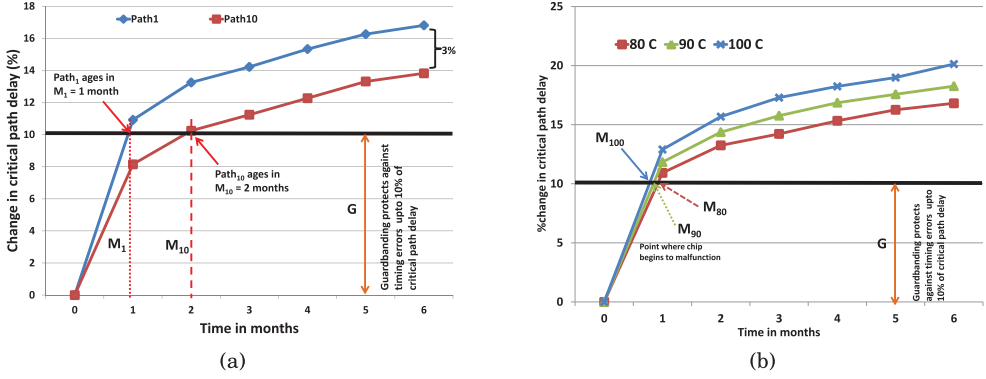 Path1 Path10
Change in critical path delay (%)
18
16
14
12
10
8
6
4
2
0
3%
Path1 ages in
M1 = 1 month
Path10 ages in
M10 = 2 months
M1
M10
G
Guardbanding protects against
timing errors upto 10% of
critical path delay
0 1 2 3 4 5 6
Time in months
(a)
%change in critical path delay
25
20
15
10
5
0
80 C 90 C 100 C
M100
M80
M90
Point where chip
begins to malfunction
G
Guardbanding protects
against timing errors upto
10% of critical path delay
0 1 2 3 4 5 6
Time in months
(b)